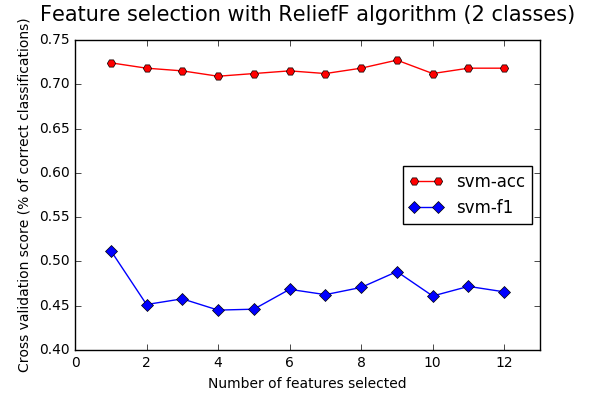 Feature selection with ReliefF algorithm (2 classes)
Cross validation score (% of correct classifications)
0.75
0.70
0.65
0.60
0.55
0.50
0.45
0.40
svm-acc
svm-f1
0 2 4 6 8 10 12
Number of features selected